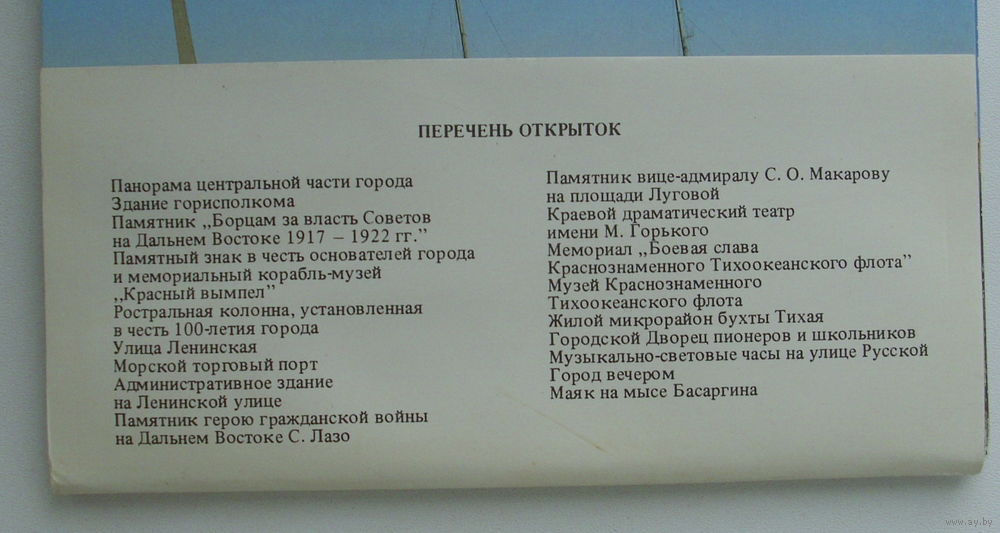 ПЕРЕЧЕНЬ ОТКРЫТОК
Панорама центральной части города
Здание горисполкома
Памятник „Борцам за власть Советов
на Дальнем Востоке 1917 – 1922 гг.”
Памятный знак в честь основателей города
и мемориальный корабль-музей
„Красный вымпел”
Ростральная колонна, установленная
в честь 100-летия города
Улица Ленинская
Морской торговый порт
Административное здание
на Ленинской улице
Памятник герою гражданской войны
на Дальнем Востоке С. Лазо
Памятник вице-адмиралу С. О. Макарову
на площади Луговой
Краевой драматический театр
имени М. Горького
Мемориал „Боевая слава
Краснознаменного Тихоокеанского флота”
Музей Краснознаменного
Тихоокеанского флота
Жилой микрорайон бухты Тихая
Городской Дворец пионеров и школьников
Музыкально-световые часы на улице Русской
Город вечером
Маяк на мысе Басаргина
www.ay.by